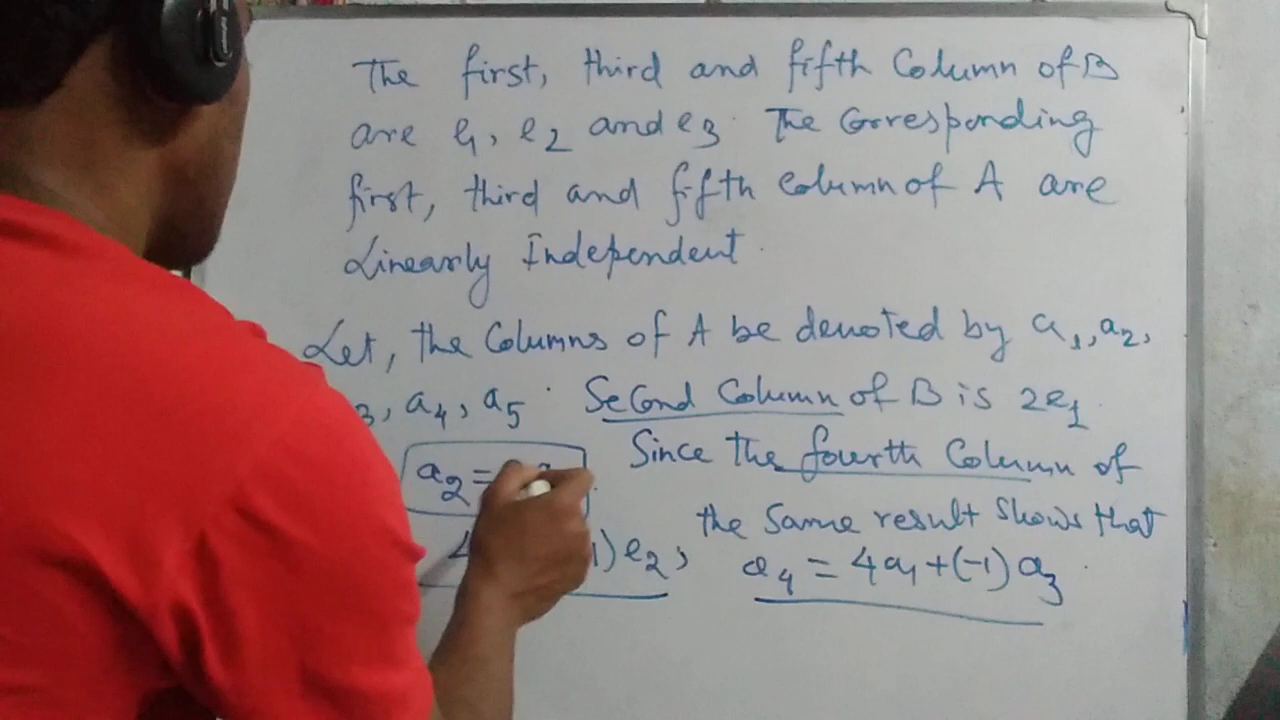 The first, third and fifth Column of B
are e1, e2 and e3. The Corresponding
first, third and fifth Column of A are
Linearly Independent.
Let, the Columns of A be denoted by a1, a2,
3, a4, a5. Second Column of B is 2e1.
a2 = Since the fourth Column of
the same result shows that
1) e2, a4 = 4a1 + (-1) a3.